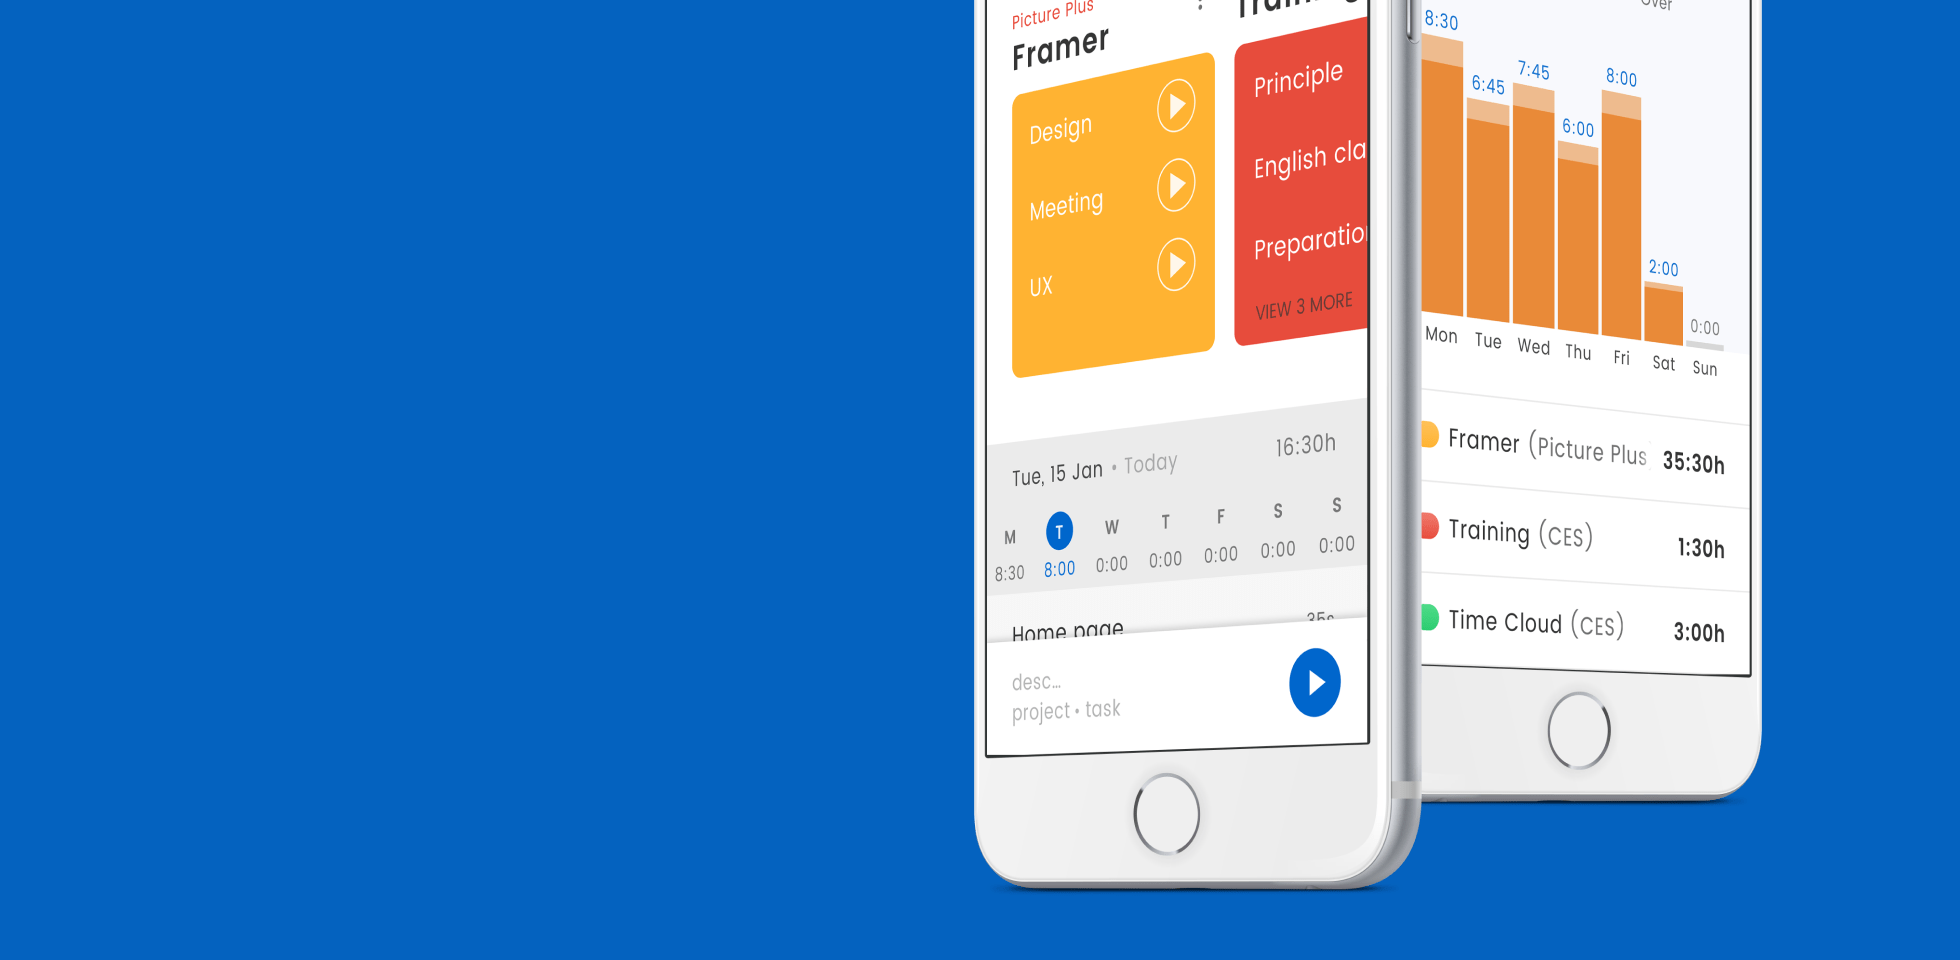 Picture Plus
Framer
Design
Meeting
UX
Principle
English cla
Preparation
VIEW 3 MORE
Tue, 15 Jan • Today
16:30h
M T W T F S S
8:30 8:00 0:00 0:00 0:00 0:00 0:00
Home page
35s
desc...
project • task
Over
8:30 6:45 7:45 6:00 8:00 2:00 0:00
Mon Tue Wed Thu Fri Sat Sun
Framer (Picture Plus 35:30h
Training (CES) 1:30h
Time Cloud (CES) 3:00h